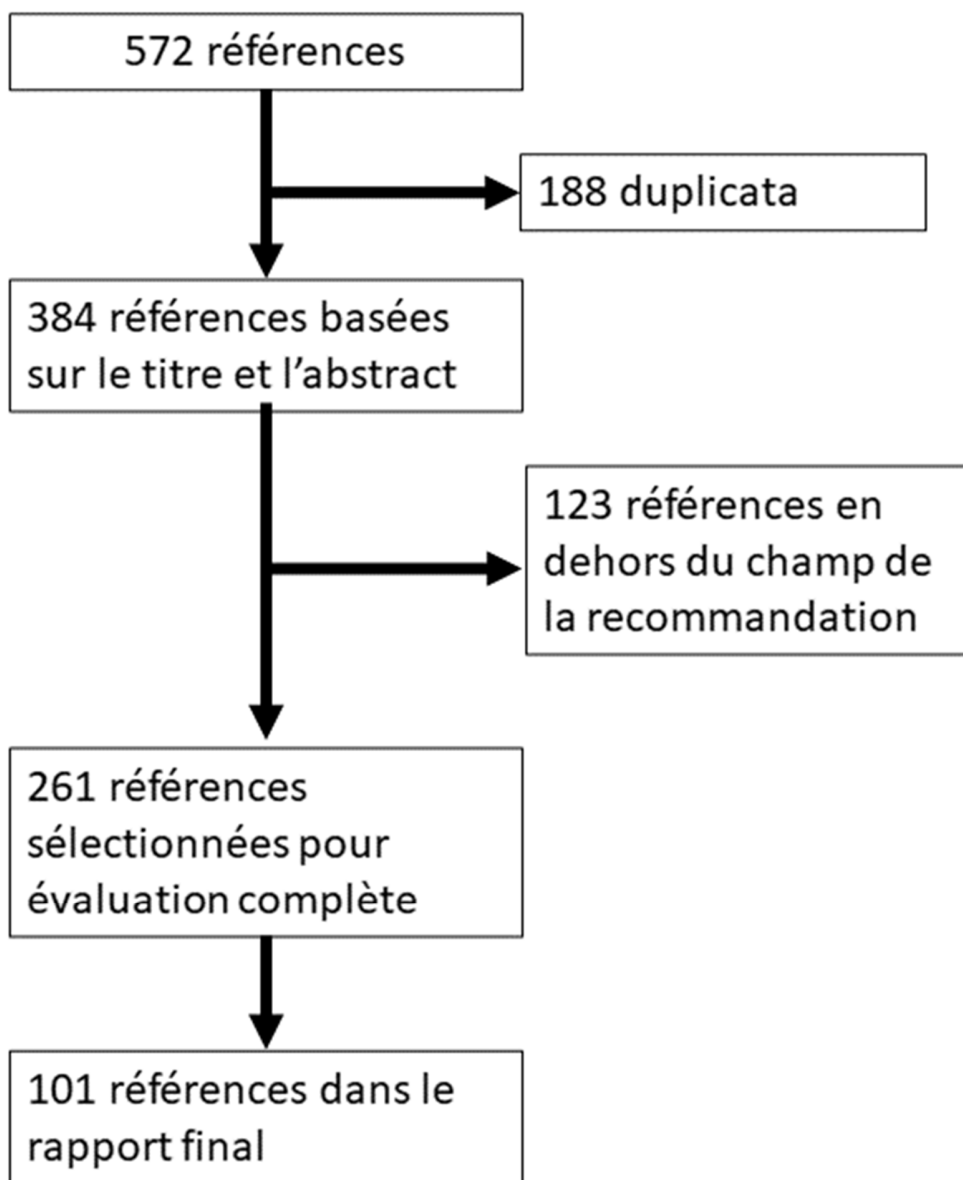 572 références
188 duplicata
384 références basées
sur le titre et l’abstract
123 références en
dehors du champ de
la recommandation
261 références
sélectionnées pour
évaluation complète
101 références dans le
rapport final